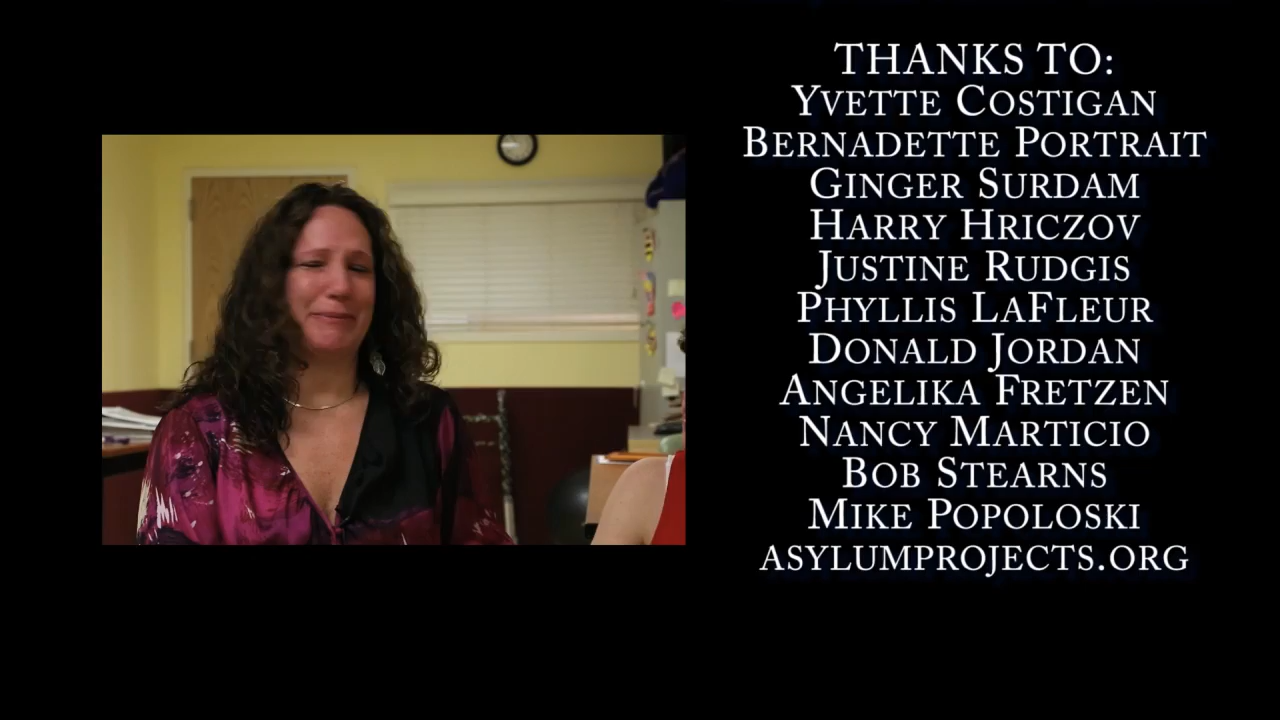 THANKS TO:
YVETTE COSTIGAN
BERNADETTE PORTRAIT
GINGER SURDAM
HARRY HRICZOV
JUSTINE RUDGIS
PHYLLIS LAFLEUR
DONALD JORDAN
ANGELIKA FRETZEN
NANCY MARTICIO
BOB STEARNS
MIKE POPOLOSKI
ASYLUMPROJECTS.ORG